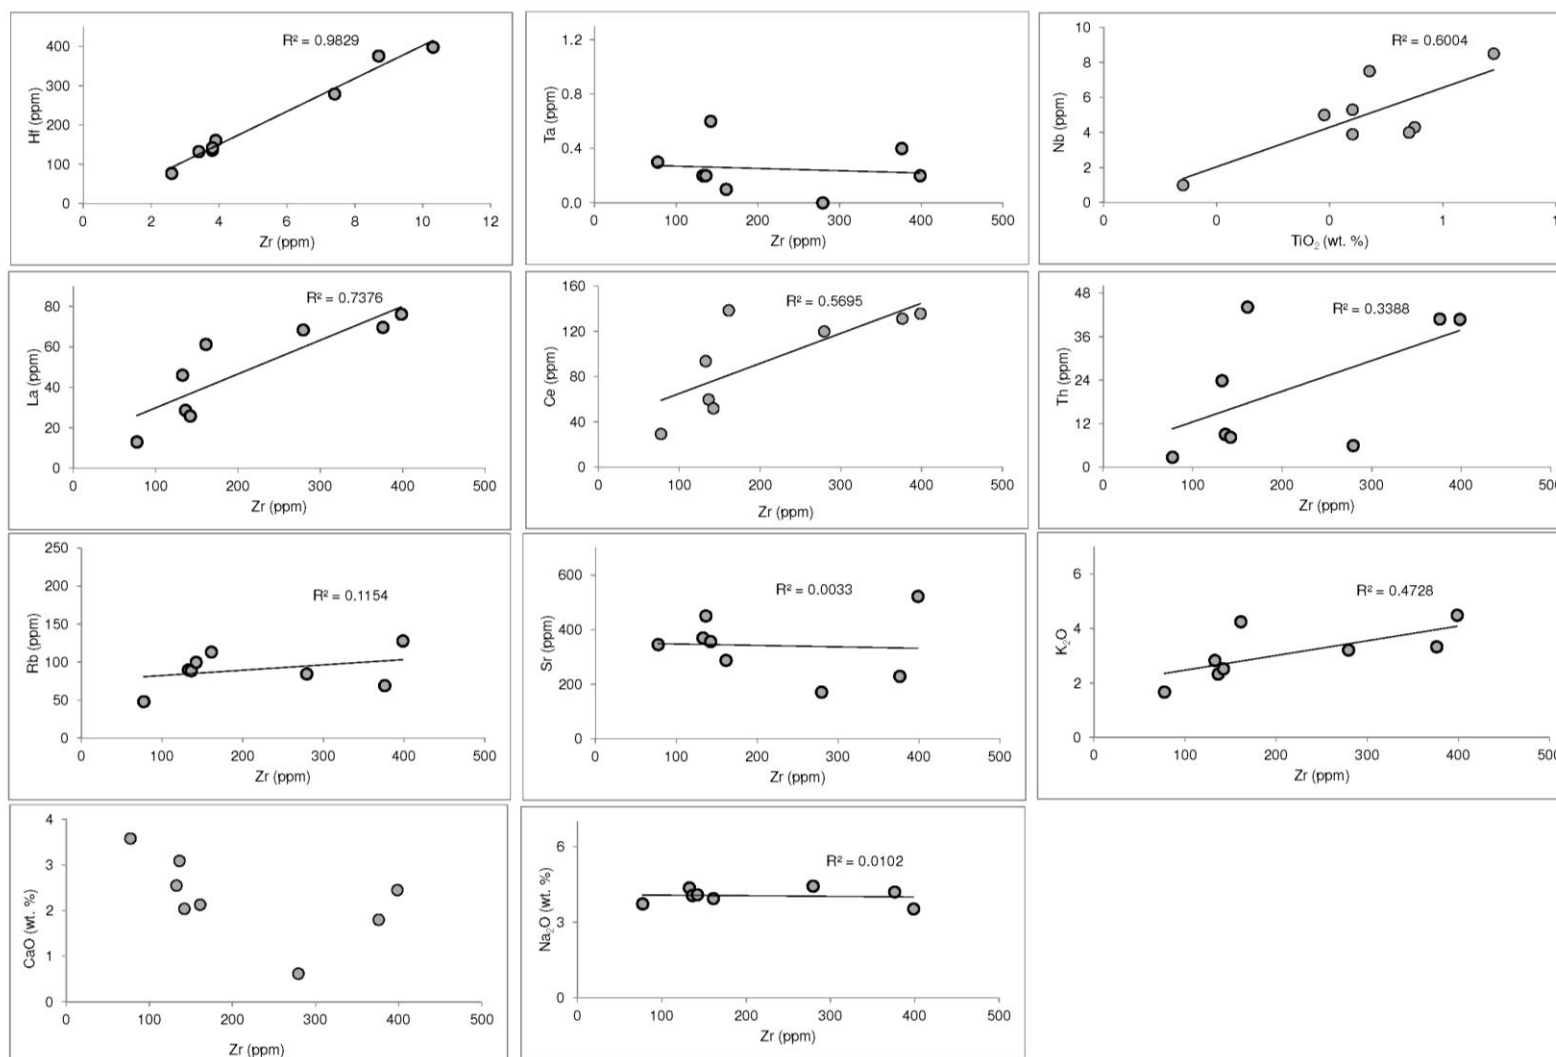 R² = 0.9829
Hf (ppm)
400
300
200
100
0
0 2 4 6 8 10 12
Zr (ppm)
R² = 0.9829
Ta (ppm)
1.2
0.8
0.4
0.0
0 100 200 300 400 500
Zr (ppm)
R² = 0.6004
Nb (ppm)
10
8
6
4
2
0
0 0 0 1 1
TiO₂ (wt. %)
R² = 0.7376
La (ppm)
80
60
40
20
0
0 100 200 300 400 500
Zr (ppm)
R² = 0.5695
Ce (ppm)
160
120
80
40
0
0 100 200 300 400 500
Zr (ppm)
R² = 0.3388
Th (ppm)
48
36
24
12
0
0 100 200 300 400 500
Zr (ppm)
R² = 0.1154
Rb (ppm)
250
200
150
100
50
0
0 100 200 300 400 500
Zr (ppm)
R² = 0.0033
Sr (ppm)
600
400
200
0
0 100 200 300 400 500
Zr (ppm)
R² = 0.4728
K₂O
6
4
2
0
0 100 200 300 400 500
Zr (ppm)
CaO (wt. %)
4
3
2
1
0
0 100 200 300 400 500
Zr (ppm)
R² = 0.0102
Na₂O (wt. %)
6
3
0
0 100 200 300 400 500
Zr (ppm)